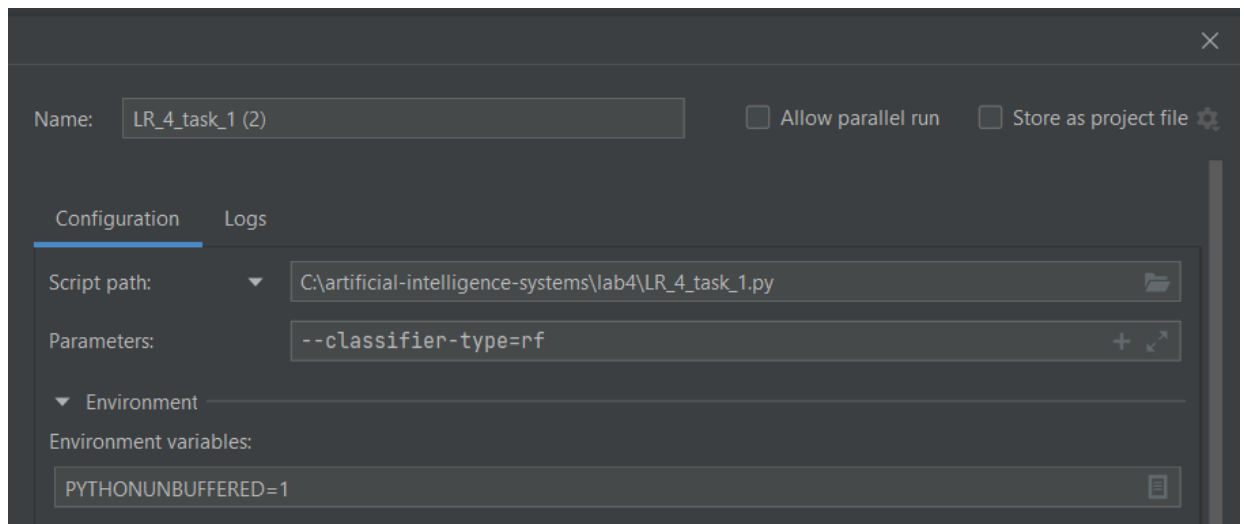 Name: LR_4_task_1 (2) Allow parallel run Store as project file
Configuration Logs
Script path: C:\artificial-intelligence-systems\lab4\LR_4_task_1.py
Parameters: --classifier-type=rf
Environment
Environment variables:
PYTHONUNBUFFERED=1